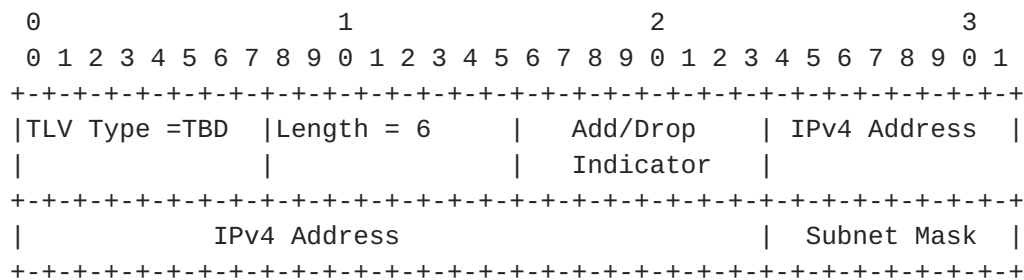 0                   1                   2                   3
 0 1 2 3 4 5 6 7 8 9 0 1 2 3 4 5 6 7 8 9 0 1 2 3 4 5 6 7 8 9 0 1
+-+-+-+-+-+-+-+-+-+-+-+-+-+-+-+-+-+-+-+-+-+-+-+-+-+-+-+-+-+-+-+-+
|TLV Type =TBD  |Length = 6     |   Add/Drop    | IPv4 Address  |
|               |               |   Indicator   |
+-+-+-+-+-+-+-+-+-+-+-+-+-+-+-+-+-+-+-+-+-+-+-+-+-+-+-+-+-+-+-+-+
|            IPv4 Address                       |  Subnet Mask  |
+-+-+-+-+-+-+-+-+-+-+-+-+-+-+-+-+-+-+-+-+-+-+-+-+-+-+-+-+-+-+-+-+